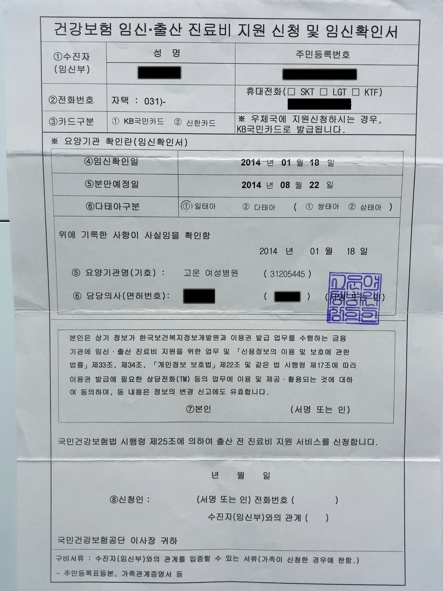 건강보험 임신·출산 진료비 지원 신청 및 임신확인서
①수진자
(임신부)
성 명
주민등록번호
②전화번호
자택 : 031)-
휴대전화(□ SKT □ LGT □ KTF)
③카드구분
① KB국민카드 ② 신한카드
※ 우체국에 지원신청하시는 경우,
KB국민카드로 발급됩니다.
※ 요양기관 확인란(임신확인서)
④임신확인일
2014 년 01 월 18 일
⑤분만예정일
2014 년 08 월 22 일
⑥다태아구분
①일태아 ② 다태아 ( ① 쌍태아 ② 삼태아 )
위에 기록한 사항이 사실임을 확인함
2014 년 01 월 18 일
⑤ 요양기관명(기호) : 고운 여성병원 ( 31205445 )
⑥ 담당의사(면허번호) : ( )
본인은 상기 정보가 한국보건복지정보개발원과 이용권 발급 업무를 수행하는 금융
기관에 임신·출산 진료비 지원을 위한 업무 및 「신용정보의 이용 및 보호에 관한
법률」제33조, 제34조, 「개인정보 보호법」제22조 및 같은 법 시행령 제17조에 따라
이용권 발급에 필요한 상담전화(TM) 등의 업무에 이용 및 제공·활용되는 것에 대하
여 동의하며, 동 내용은 정보의 변경 신고에도 유효합니다.
⑦본인 (서명 또는 인)
국민건강보험법 시행령 제25조에 의하여 출산 전 진료비 지원 서비스를 신청합니다.
년 월 일
⑧신청인 : (서명 또는 인) 전화번호 ( )
수진자(임신부)와의 관계 ( )
국민건강보험공단 이사장 귀하
구비서류 : 수진자(임신부)와의 관계를 입증할 수 있는 서류(가족이 신청한 경우에 한함.)
- 주민등록표등본, 가족관계증명서 등